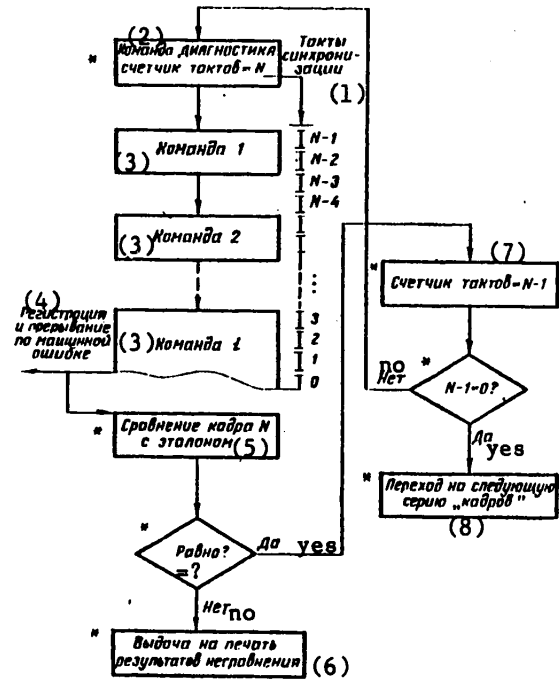 (2)
Команда диагностика
* счетчик тактов = N
Такты
синхрони-
зации
(1)
N-1
N-2
N-3
N-4
3
2
1
0
(3) Команда 1
(3) Команда 2
(4)
Регистрация
и прерывание
по машинной
ошибке
(3) Команда i
* Сравнение кадра N
с эталоном (5)
*
Равно?
=?
Да yes
Нет no
* Выдача на печать
результатов несравнения (6)
(7)
* Счетчик тактов = N-1
*
N-1=0?
no
Нет
Да
yes
* Переход на следующую
серию „кадров"
(8)